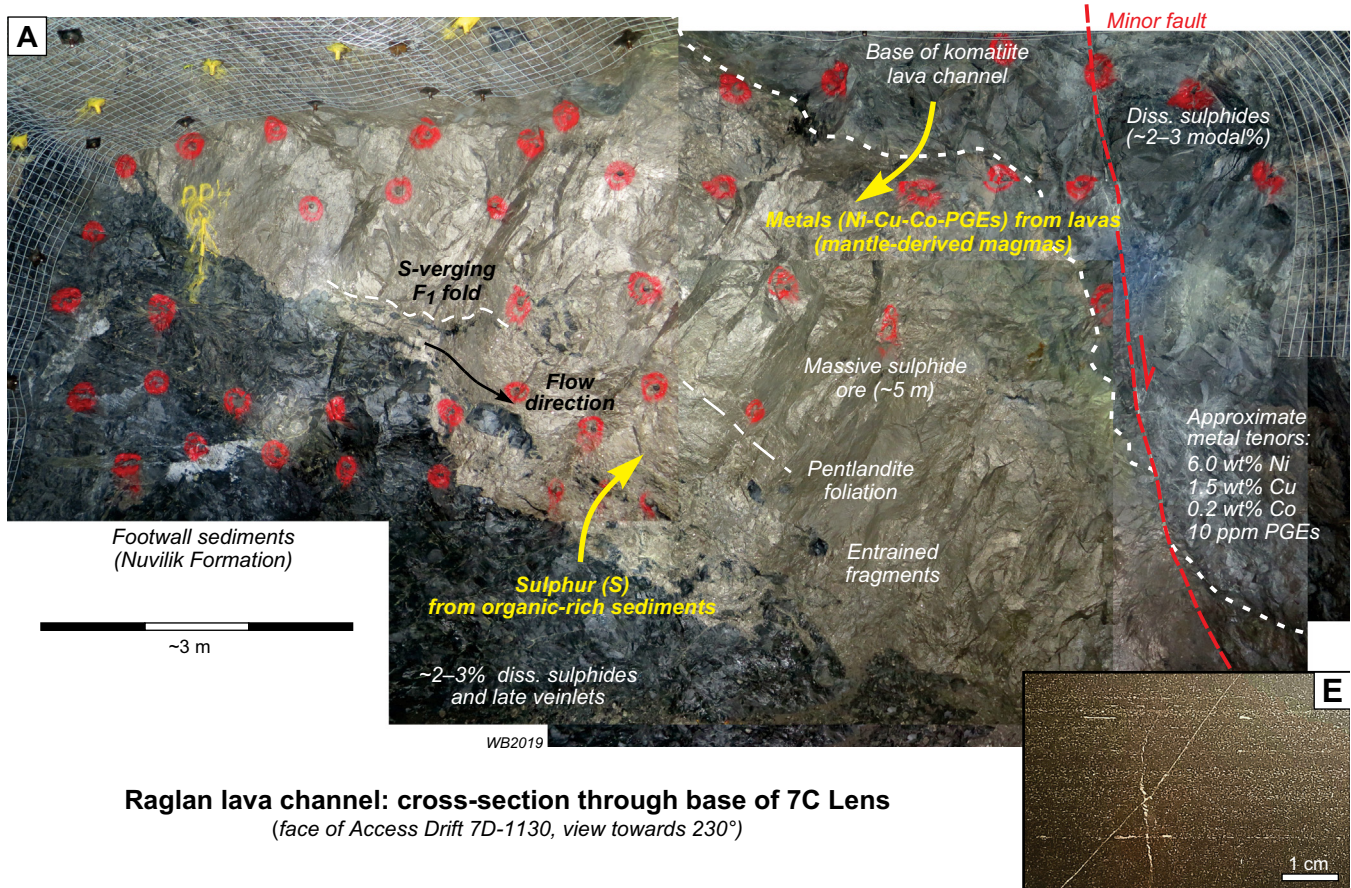 A
Minor fault
Base of komatiite
lava channel
Diss. sulphides
(~2–3 modal%)
Metals (Ni-Cu-Co-PGEs) from lavas
(mantle-derived magmas)
S-verging
F1 fold
Flow
direction
Massive sulphide
ore (~5 m)
Pentlandite
foliation
Approximate
metal tenors:
6.0 wt% Ni
1.5 wt% Cu
0.2 wt% Co
10 ppm PGEs
Footwall sediments
(Nuvilik Formation)
Entrained
fragments
Sulphur (S)
from organic-rich sediments
~3 m
~2–3% diss. sulphides
and late veinlets
WB2019
E
1 cm
Raglan lava channel: cross-section through base of 7C Lens
(face of Access Drift 7D-1130, view towards 230°)